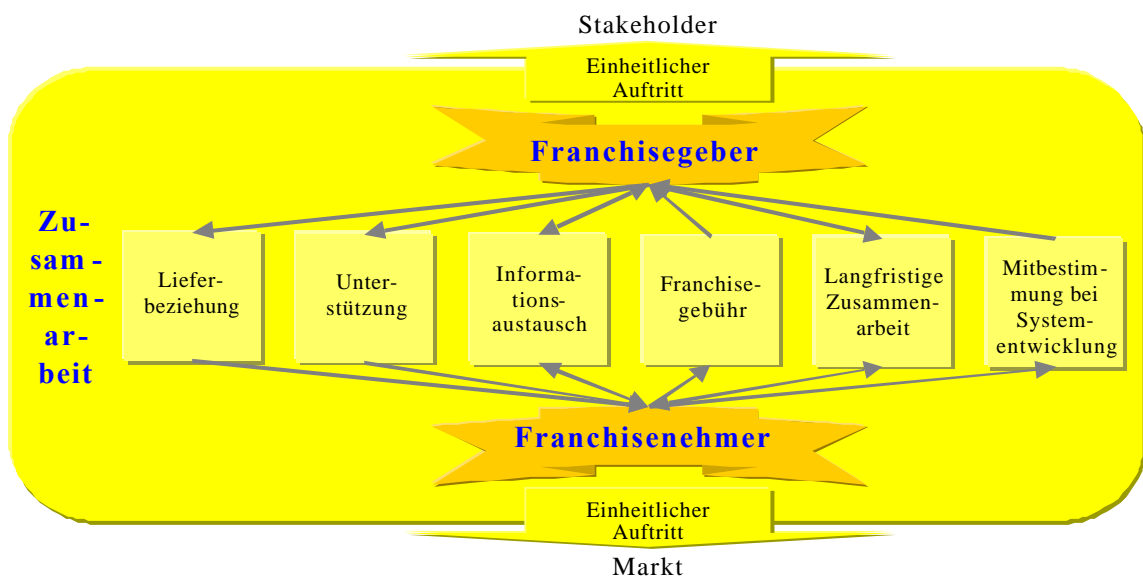 Stakeholder
Einheitlicher
Auftritt
Franchisegeber
Zu-
sam-
men-
ar-
beit
Liefer-
beziehung
Unter-
stützung
Informa-
tions-
austausch
Franchise-
gebühr
Langfristige
Zusammen-
arbeit
Mitbestim-
mung bei
System-
entwicklung
Franchisenehmer
Einheitlicher
Auftritt
Markt